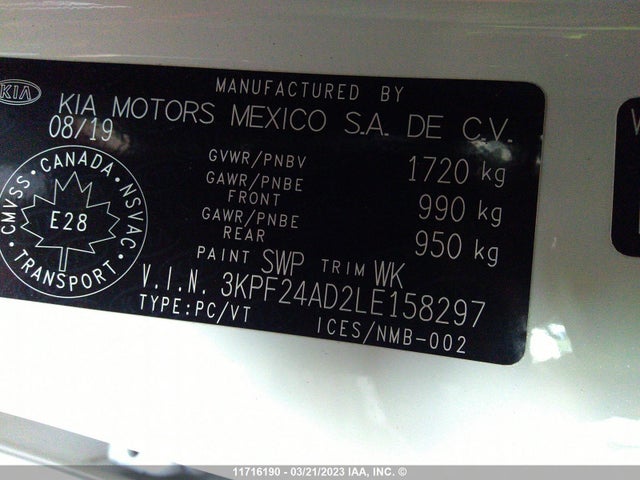 KIA
MANUFACTURED BY
KIA MOTORS MEXICO S.A. DE C.V.
08/19
GVWR/PNBV 1720 kg
GAWR/PNBE FRONT 990 kg
GAWR/PNBE REAR 950 kg
CMVSS · CANADA · NSVAC · TRANSPORT ·
E28
PAINT SWP TRIM WK
V.I.N. 3KPF24AD2LE158297
TYPE:PC/VT ICES/NMB-002
11716190 - 03/21/2023 IAA, INC. ©